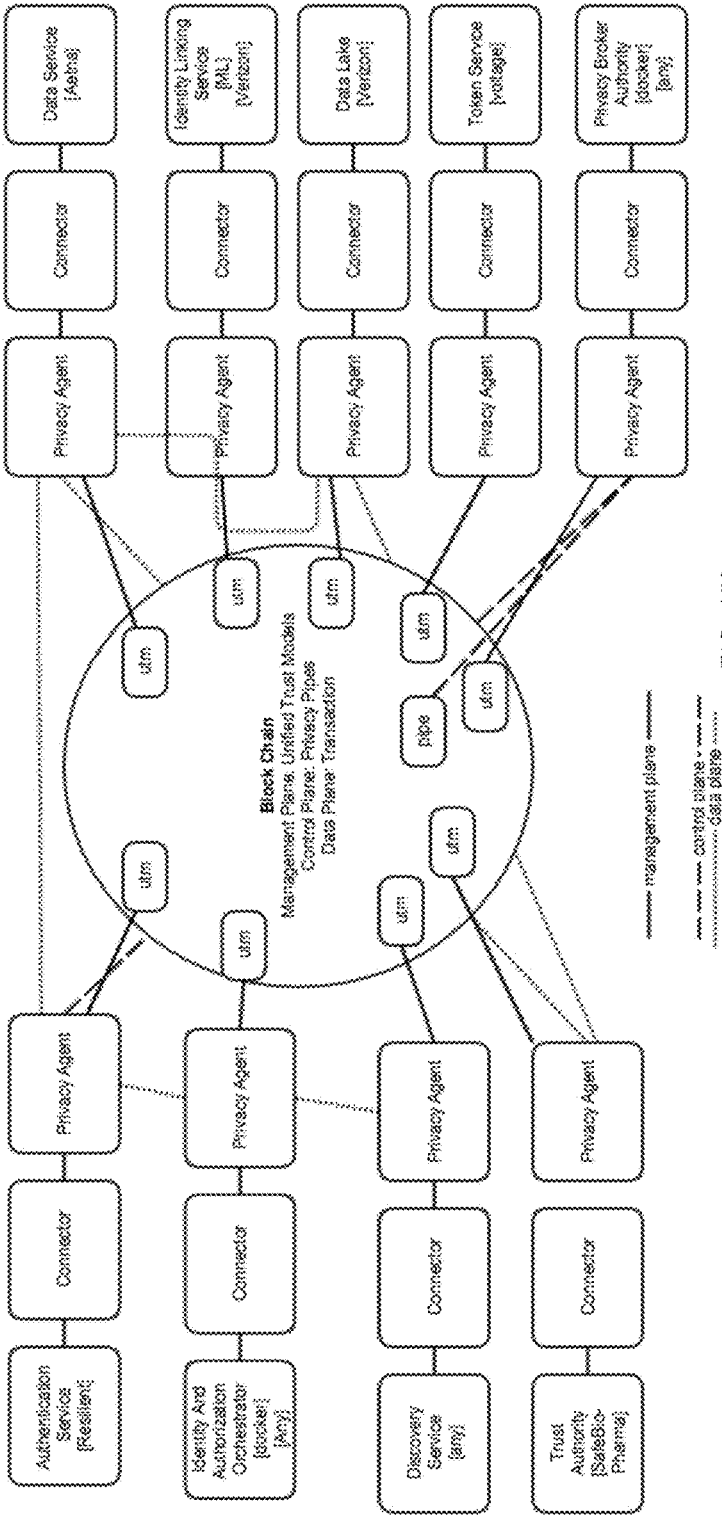 Authentication
Service
[Resilient]
Connector
Privacy Agent
utm
utm
Privacy Agent
Connector
Data Service
[Aetna]
Identity And
Authorization
Orchestrator
[docker]
[Any]
Connector
Privacy Agent
utm
utm
Privacy Agent
Connector
Identity Linking
Service
[ML]
[Verizon]
Block Chain
Management Plane, Unified Trust Models
Control Plane: Privacy Pipes
Data Planer Transaction
utm
Privacy Agent
Connector
Data Lake
[Verizon]
Discovery
Service
[any]
Connector
Privacy Agent
utm
utm
pipe
Privacy Agent
Connector
Token Service
[voltage]
Trust
Authority
[SafeBio-
Pharma]
Connector
Privacy Agent
utm
utm
Privacy Agent
Connector
Privacy Broker
Authority
[docker]
[any]
management plane
control plane
data plane